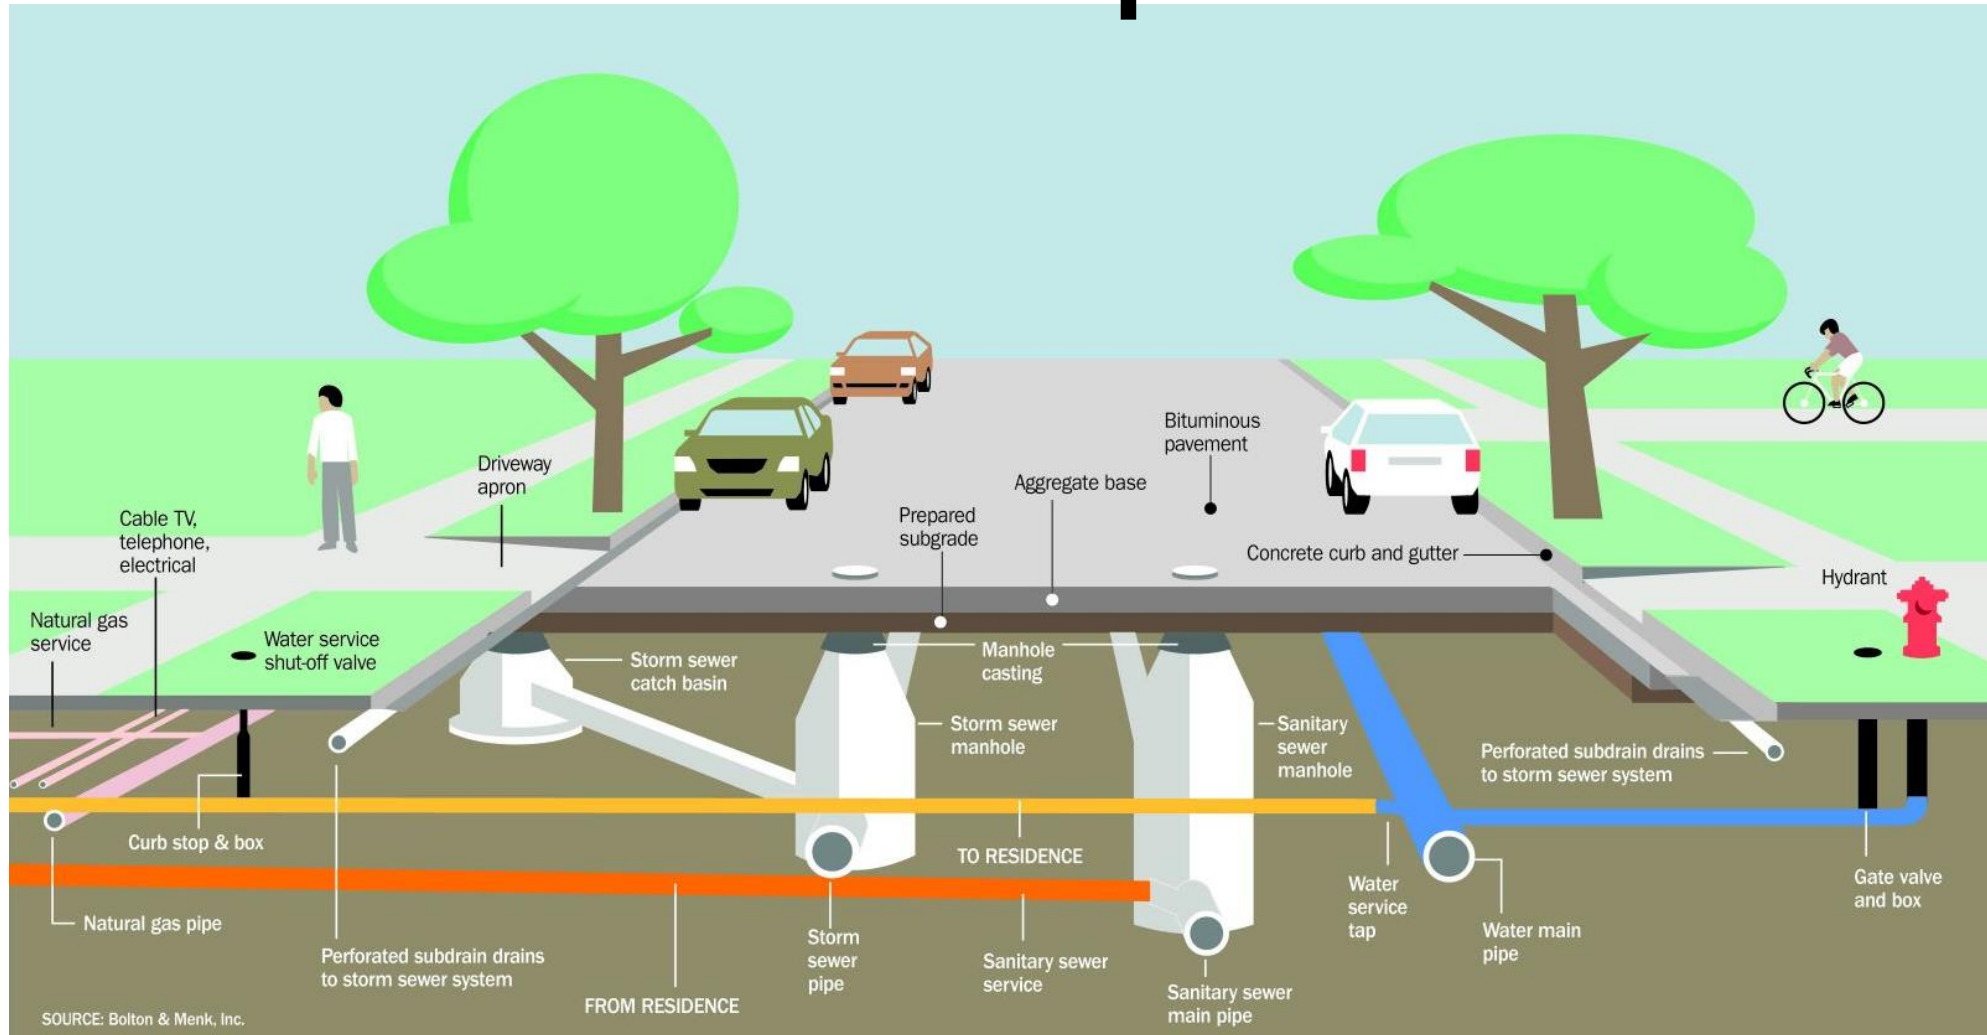 Bituminous
pavement
Driveway
apron
Aggregate base
Cable TV,
telephone,
electrical
Prepared
subgrade
Concrete curb and gutter
Hydrant
Natural gas
service
Water service
shut-off valve
Storm sewer
catch basin
Manhole
casting
Storm sewer
manhole
Sanitary
sewer
manhole
Perforated subdrain drains
to storm sewer system
Curb stop & box
TO RESIDENCE
Natural gas pipe
Water
service
tap
Gate valve
and box
Water main
pipe
Perforated subdrain drains
to storm sewer system
Storm
sewer
pipe
Sanitary sewer
service
Sanitary sewer
main pipe
FROM RESIDENCE
SOURCE: Bolton & Menk, Inc.